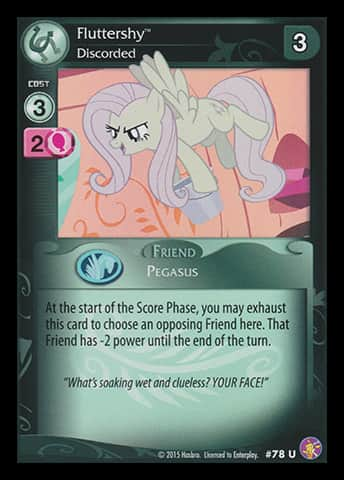 Fluttershy™
Discorded
3
COST
3
2
FRIEND
PEGASUS
At the start of the Score Phase, you may exhaust
this card to choose an opposing Friend here. That
Friend has -2 power until the end of the turn.
“What's soaking wet and clueless? YOUR FACE!”
© 2015 Hasbro. Licensed to Enterplay.
#78 U